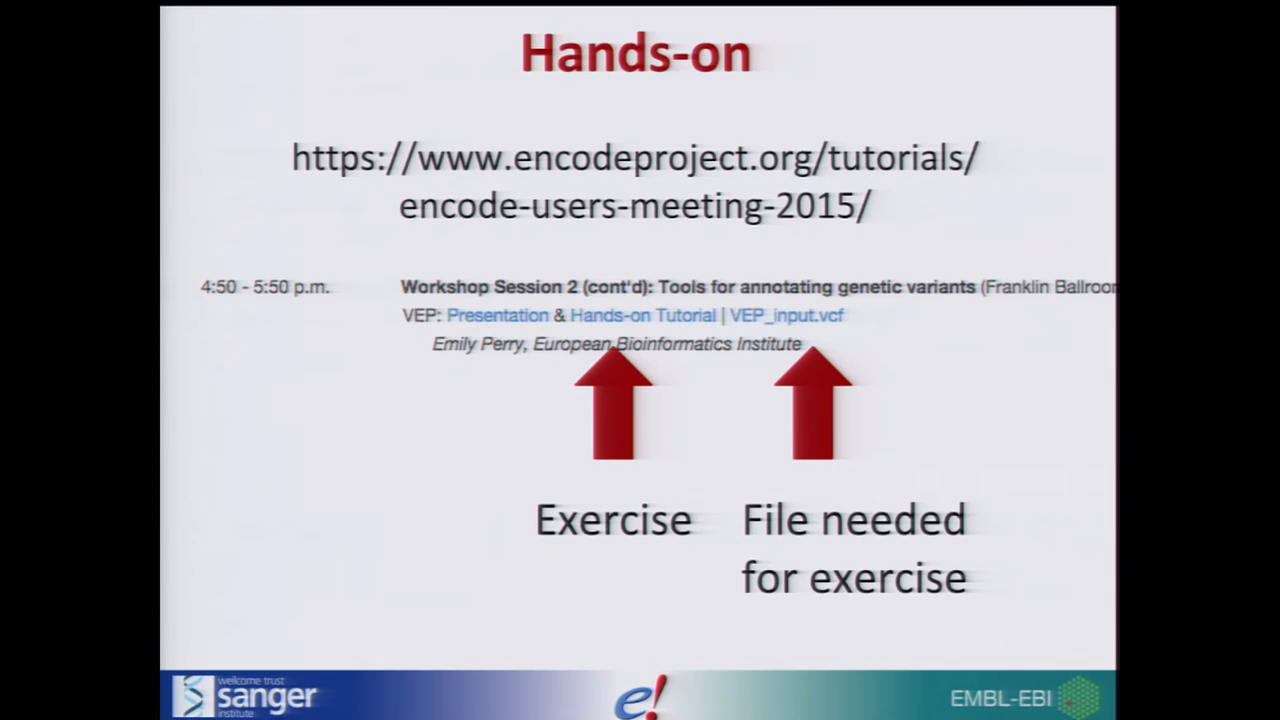 Hands-on
https://www.encodeproject.org/tutorials/
encode-users-meeting-2015/
4:50 - 5:50 p.m. Workshop Session 2 (cont'd): Tools for annotating genetic variants (Franklin Ballroom
VEP: Presentation & Hands-on Tutorial | VEP_input.vcf
Emily Perry, European Bioinformatics Institute
Exercise File needed
for exercise
wellcome trust
sanger
institute
e!
EMBL-EBI